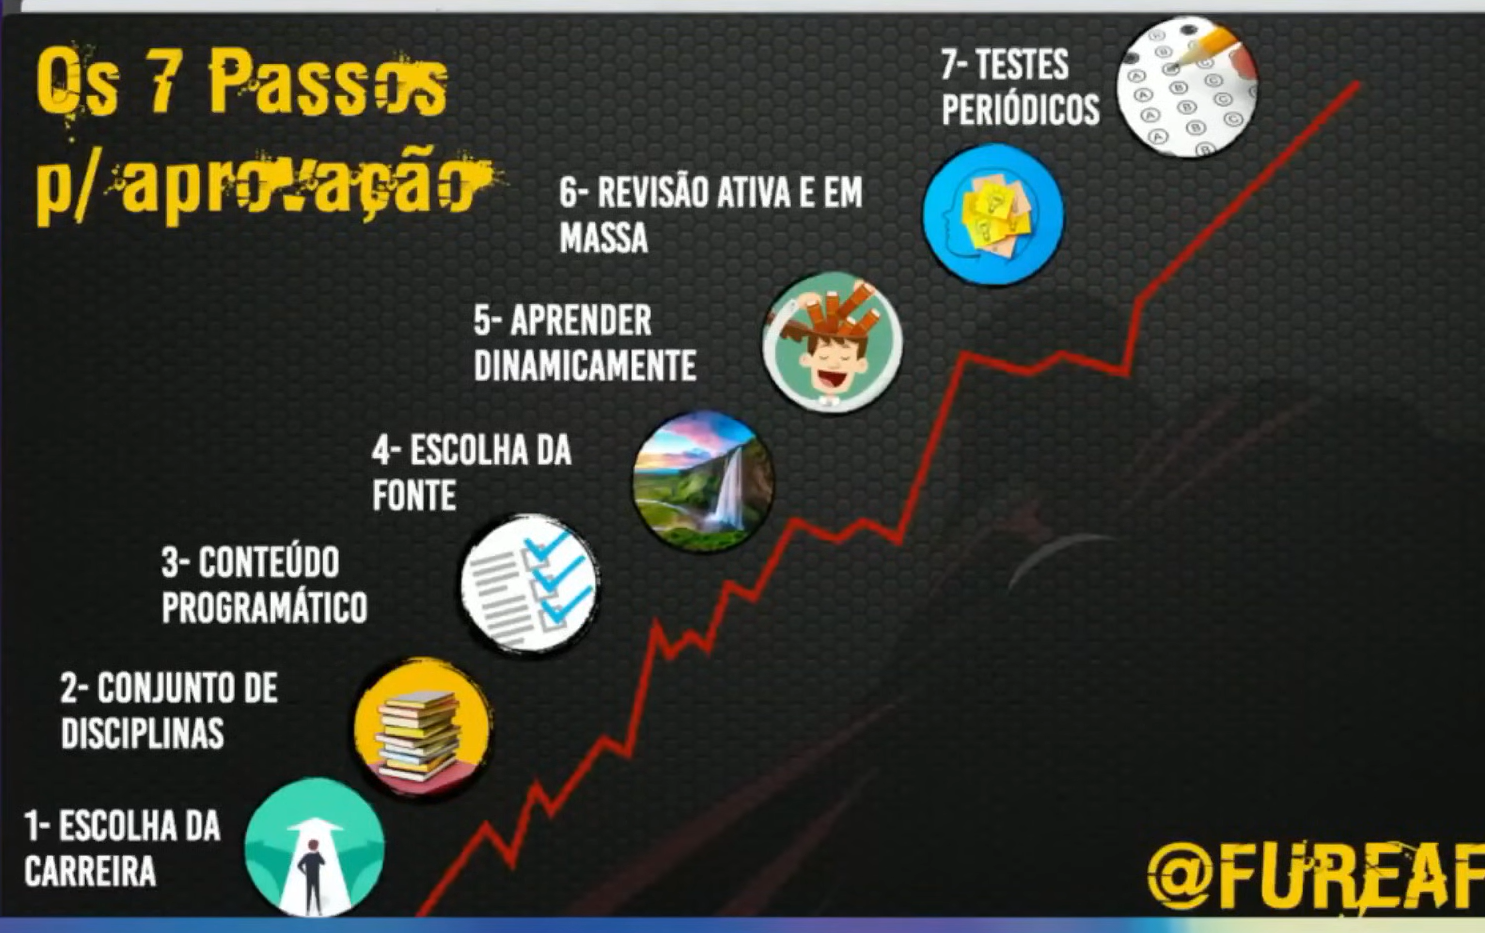 Os 7 Passos
p/ aprovação
7- TESTES
PERIÓDICOS
6- REVISÃO ATIVA E EM
MASSA
5- APRENDER
DINAMICAMENTE
4- ESCOLHA DA
FONTE
3- CONTEÚDO
PROGRAMÁTICO
2- CONJUNTO DE
DISCIPLINAS
1- ESCOLHA DA
CARREIRA
@FUREAF